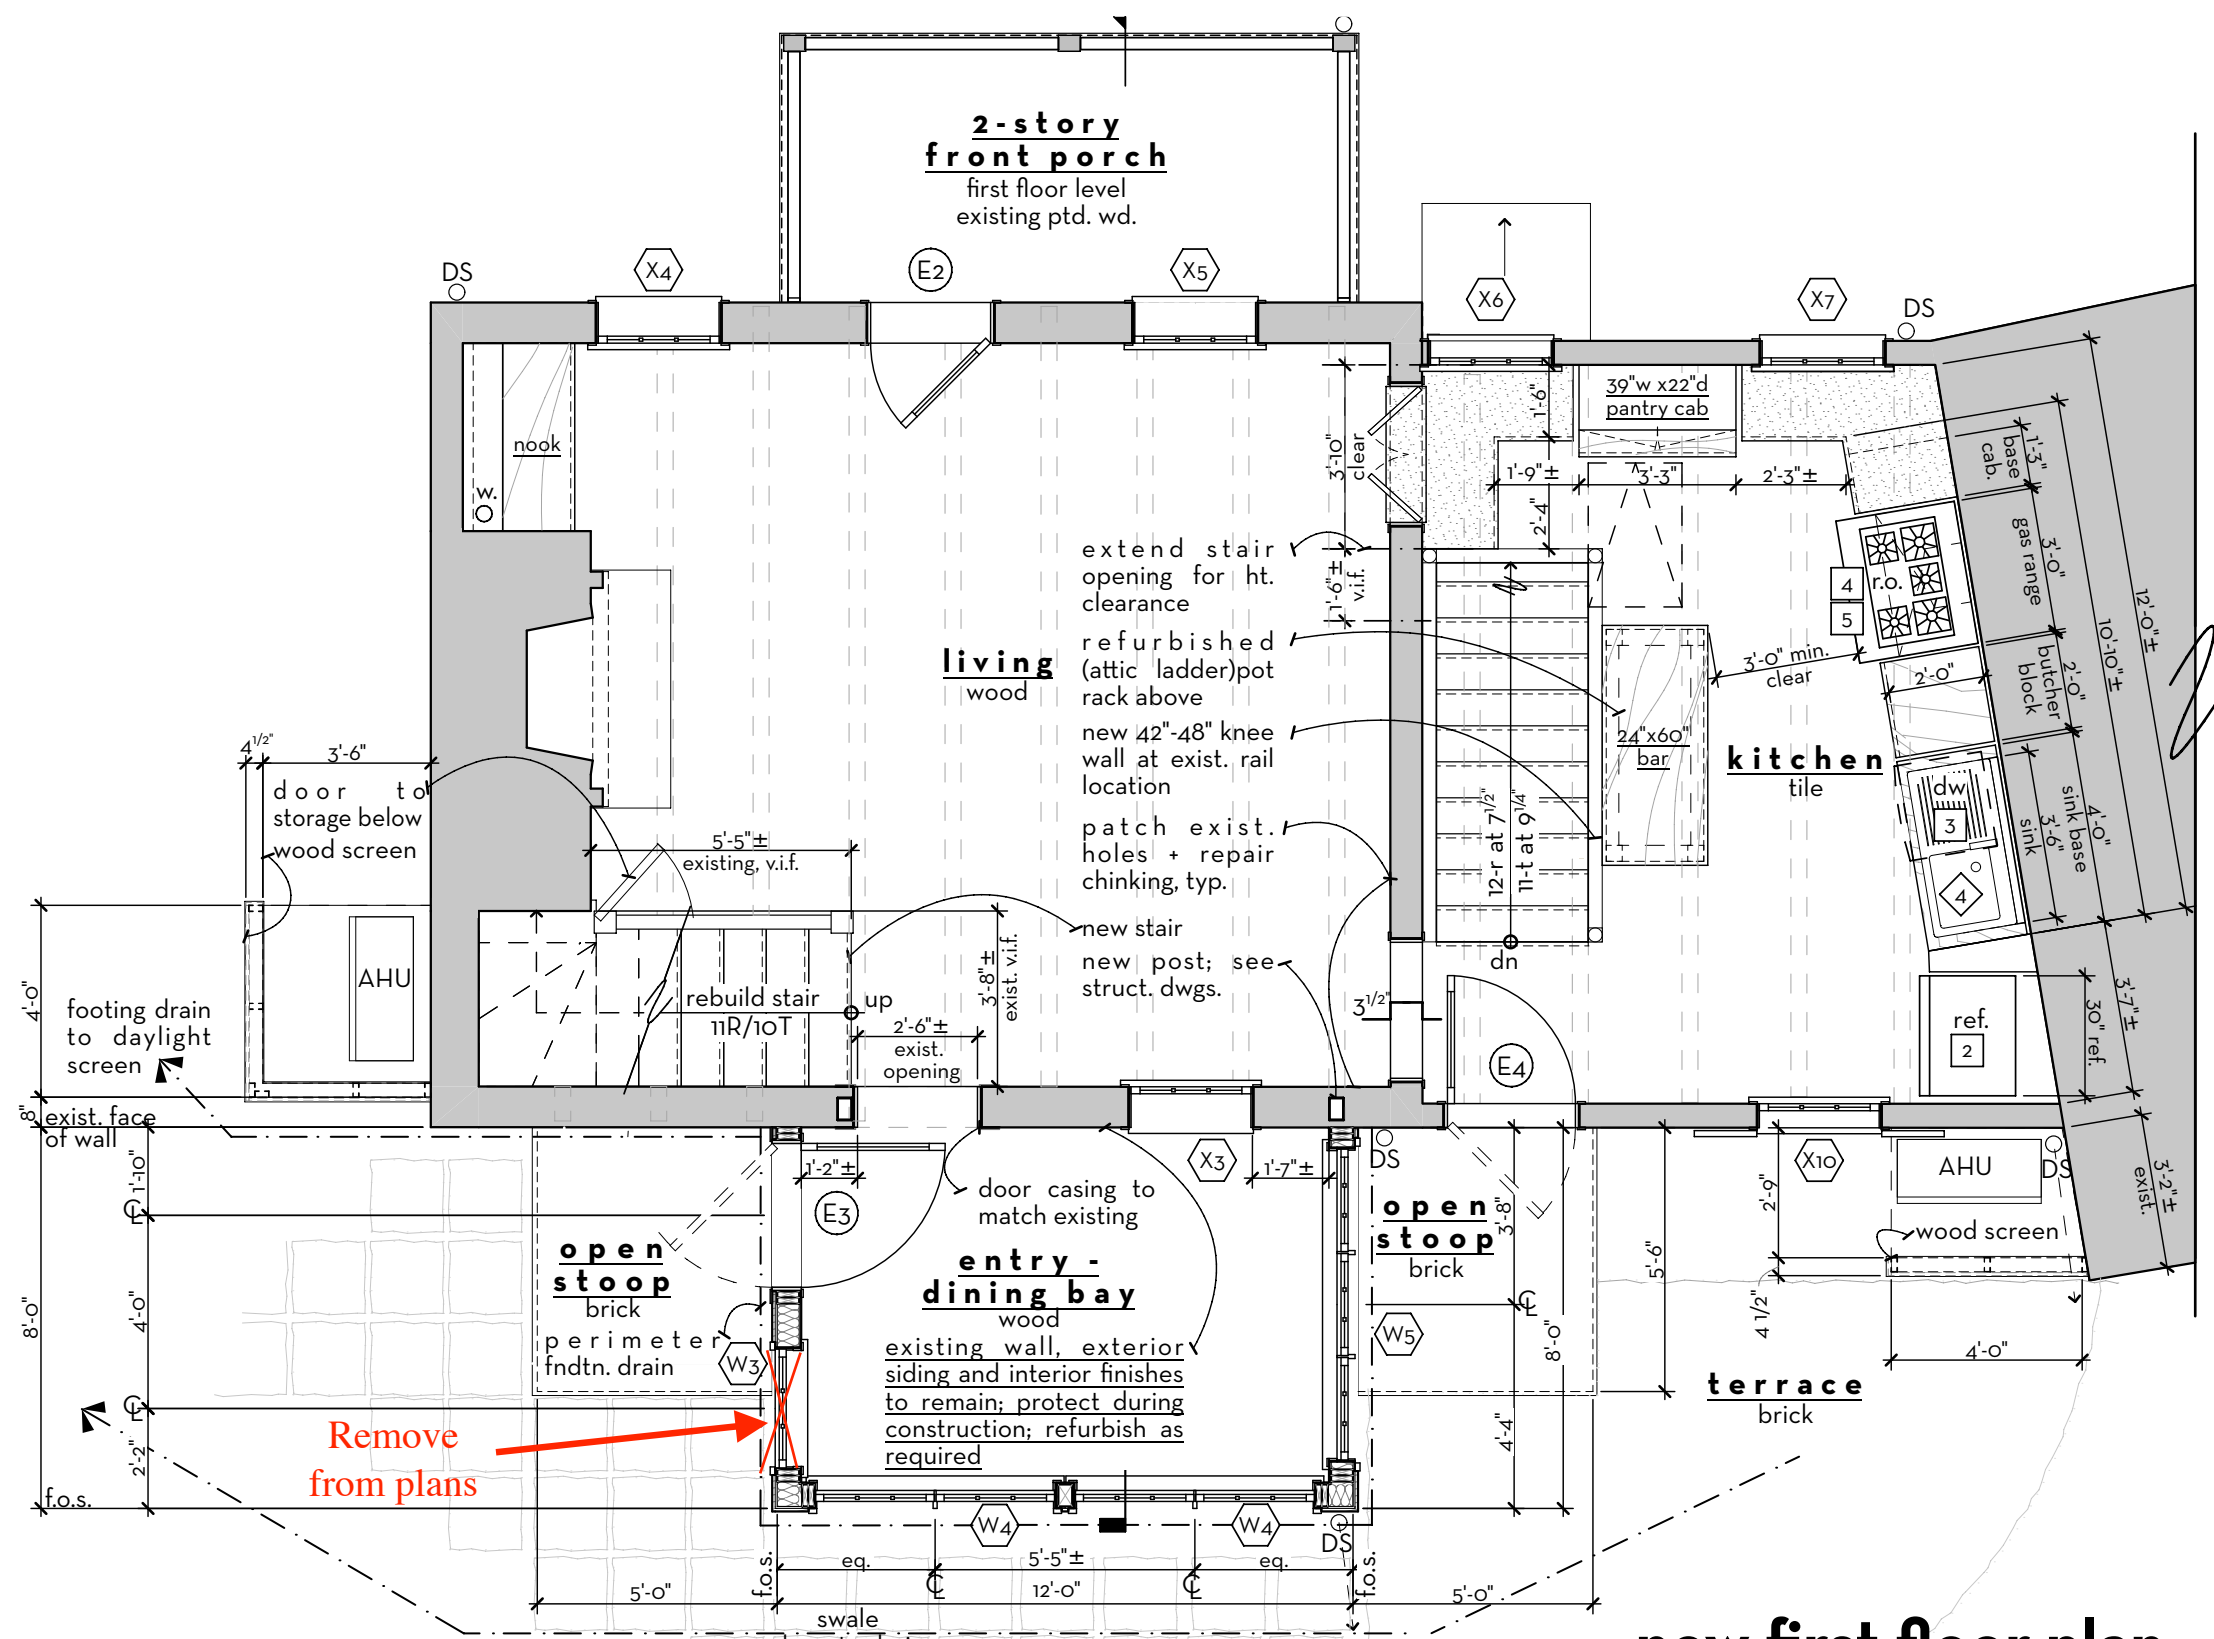 2-story
front porch
first floor level
existing ptd. wd.
DS
X4
E2
X5
X6
X7
DS
nook
w.
39"w x22"d
pantry cab
1'-6"
3'-10"
clear
1'-9"±
3'-3"
2'-3"±
2'-4"
1'-3"
base
cab.
3'-0"
gas range
2'-0"
butcher
block
4'-0"
sink base
3'-6"
sink
10'-10"±
12'-0"±
extend stair
opening for ht.
clearance
1'-6"±
v.i.f.
refurbished
(attic ladder)pot
rack above
new 42"-48" knee
wall at exist. rail
location
patch exist.
holes + repair
chinking, typ.
new stair
new post; see
struct. dwgs.
living
wood
4
5
r.o.
3'-0" min.
clear
2'-0"
24"x60"
bar
kitchen
tile
dw
3
4
12-r at 7 1/2"
11-t at 9 1/4"
dn
4 1/2"
3'-6"
door to
storage below
wood screen
5'-5"±
existing, v.i.f.
3'-8"±
exist. v.i.f.
AHU
4'-0"
footing drain
to daylight
screen
rebuild stair
11R/10T
up
2'-6"±
exist.
opening
3 1/2"
E4
ref.
2
30" ref.
3'-7"±
8"
exist. face
of wall
1'-10"
CL
8'-0"
4'-0"
CL
2'-2"
f.o.s.
1'-2"±
E3
door casing to
match existing
X3
1'-7"±
DS
open
stoop
brick
perimeter
fndtn. drain
W3
entry -
dining bay
wood
existing wall, exterior
siding and interior finishes
to remain; protect during
construction; refurbish as
required
open
stoop
brick
W5
3'-8"
CL
8'-0"
4'-4"
5'-6"
X10
AHU
DS
2'-9"
wood screen
4 1/2"
4'-0"
3'-2"±
exist.
terrace
brick
Remove
from plans
W4
W4
DS
f.o.s.
eq.
5'-5"±
eq.
f.o.s.
CL
CL
5'-0"
12'-0"
5'-0"
swale
new first floor plan